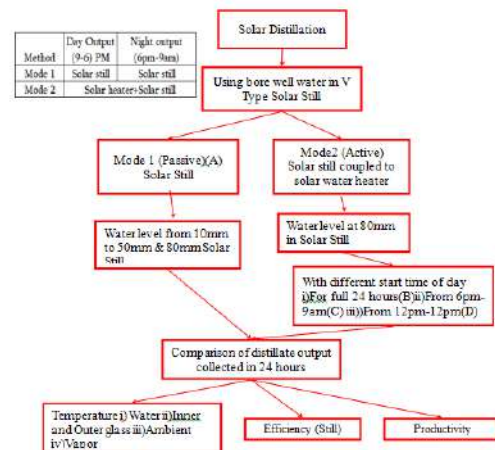 Day Output Night output
Method (9-6) PM (6pm-9am)
Mode 1 Solar still Solar still
Mode 2 Solar heater+Solar still
Solar Distillation
Using bore well water in V
Type Solar Still
Mode 1 (Passive)(A)
Solar Still
Mode2 (Active)
Solar still coupled to
solar water heater
Water level from 10mm
to 50mm & 80mm Solar
Still
Water level at 80mm
in Solar Still
With different start time of day
i)For full 24 hours(B)ii)From 6pm-
9am(C) iii))From 12pm-12pm(D)
Comparison of distillate output
collected in 24 hours
Temperature i) Water ii)Inner
and Outer glass iii)Ambient
iv)Vapor
Efficiency (Still)
Productivity